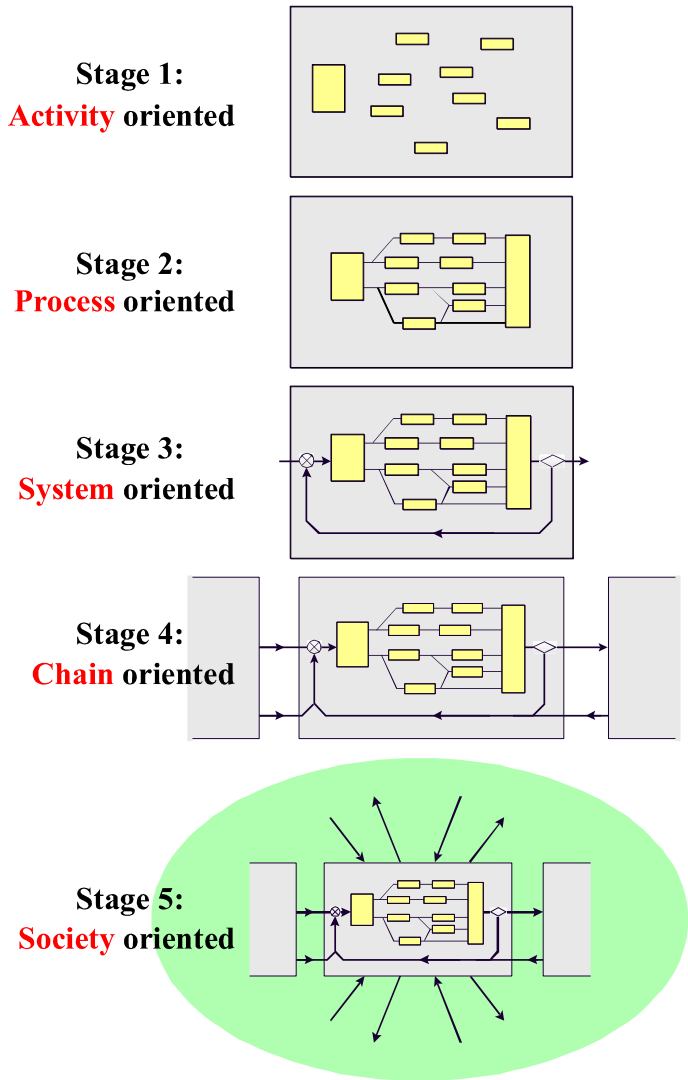 Stage 1:
Activity oriented
Stage 2:
Process oriented
Stage 3:
System oriented
Stage 4:
Chain oriented
Stage 5:
Society oriented